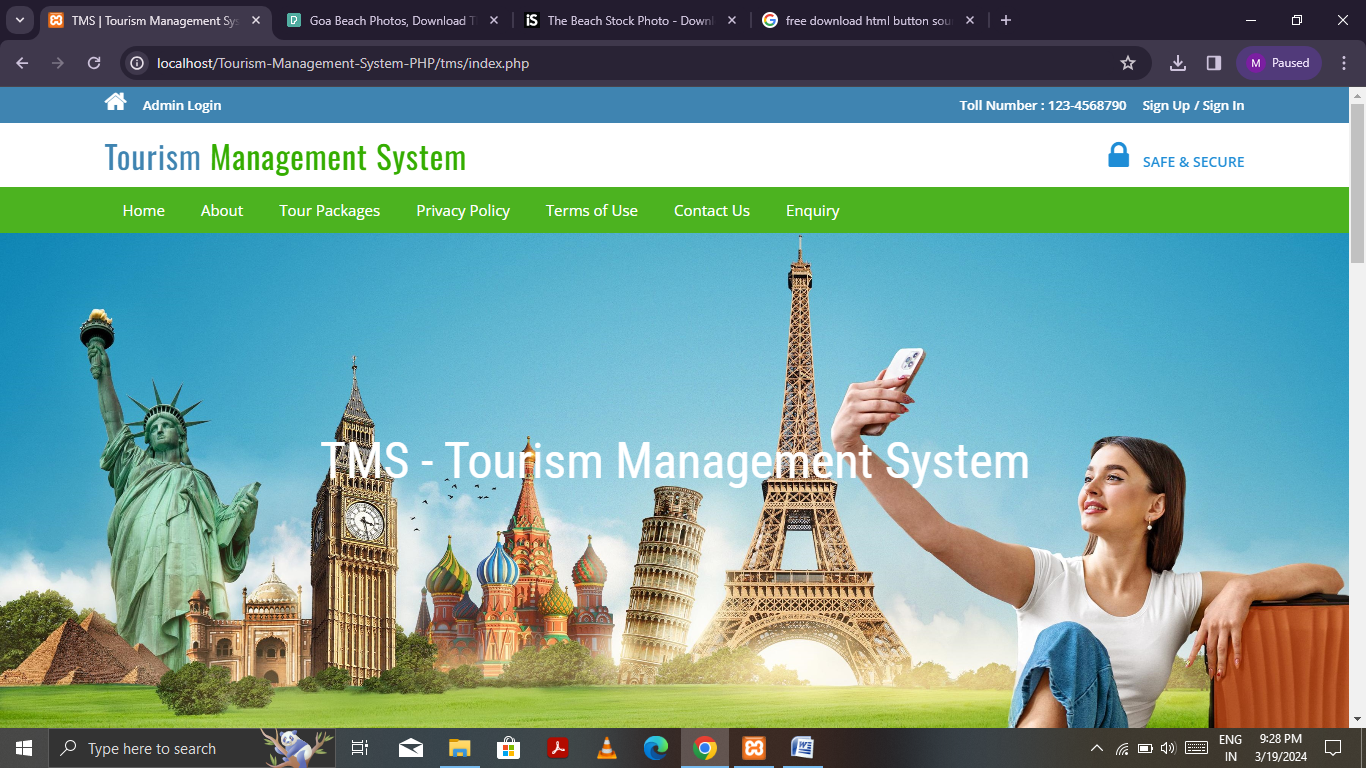 TMS | Tourism Management Sys
Goa Beach Photos, Download T
iS
The Beach Stock Photo - Downl
free download html button sour
localhost/Tourism-Management-System-PHP/tms/index.php
M Paused
Admin Login
Toll Number : 123-4568790 Sign Up / Sign In
Tourism Management System
SAFE & SECURE
Home About Tour Packages Privacy Policy Terms of Use Contact Us Enquiry
TMS - Tourism Management System
Type here to search
ENG
IN
9:28 PM
3/19/2024